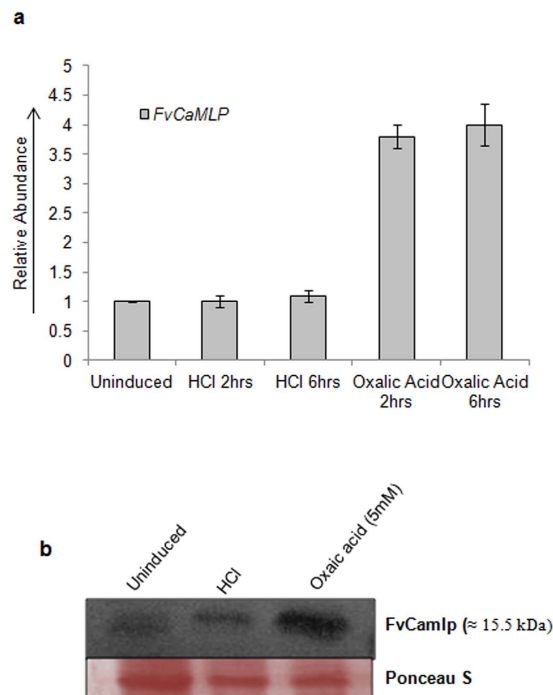 a
5
4.5
4
3.5
3
2.5
2
1.5
1
0.5
0
Relative Abundance
FvCaMLP
Uninduced
HCl 2hrs
HCl 6hrs
Oxalic Acid 2hrs
Oxalic Acid 6hrs
b
Uninduced
HCl
Oxaic acid (5mM)
FvCamlp (≈ 15.5 kDa)
Ponceau S